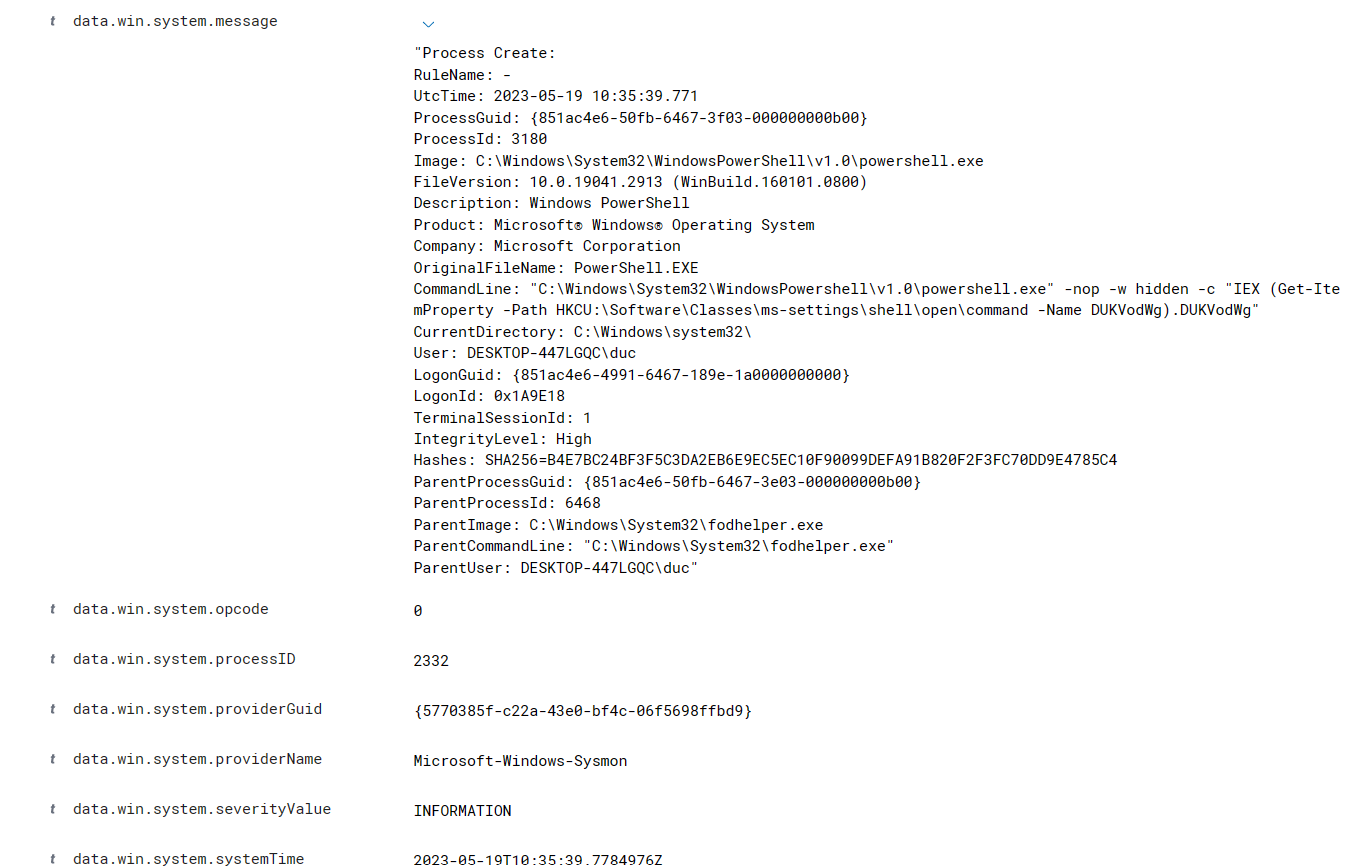 t data.win.system.message
"Process Create:
RuleName: -
UtcTime: 2023-05-19 10:35:39.771
ProcessGuid: {851ac4e6-50fb-6467-3f03-000000000b00}
ProcessId: 3180
Image: C:\Windows\System32\WindowsPowerShell\v1.0\powershell.exe
FileVersion: 10.0.19041.2913 (WinBuild.160101.0800)
Description: Windows PowerShell
Product: Microsoft® Windows® Operating System
Company: Microsoft Corporation
OriginalFileName: PowerShell.EXE
CommandLine: "C:\Windows\System32\WindowsPowershell\v1.0\powershell.exe" -nop -w hidden -c "IEX (Get-Ite
mProperty -Path HKCU:\Software\Classes\ms-settings\shell\open\command -Name DUKVodWg).DUKVodWg"
CurrentDirectory: C:\Windows\system32\
User: DESKTOP-447LGQC\duc
LogonGuid: {851ac4e6-4991-6467-189e-1a0000000000}
LogonId: 0x1A9E18
TerminalSessionId: 1
IntegrityLevel: High
Hashes: SHA256=B4E7BC24BF3F5C3DA2EB6E9EC5EC10F90099DEFA91B820F2F3FC70DD9E4785C4
ParentProcessGuid: {851ac4e6-50fb-6467-3e03-000000000b00}
ParentProcessId: 6468
ParentImage: C:\Windows\System32\fodhelper.exe
ParentCommandLine: "C:\Windows\System32\fodhelper.exe"
ParentUser: DESKTOP-447LGQC\duc"
t data.win.system.opcode 0
t data.win.system.processID 2332
t data.win.system.providerGuid {5770385f-c22a-43e0-bf4c-06f5698ffbd9}
t data.win.system.providerName Microsoft-Windows-Sysmon
t data.win.system.severityValue INFORMATION
t data.win.system.systemTime 2023-05-19T10:35:39.7784976Z